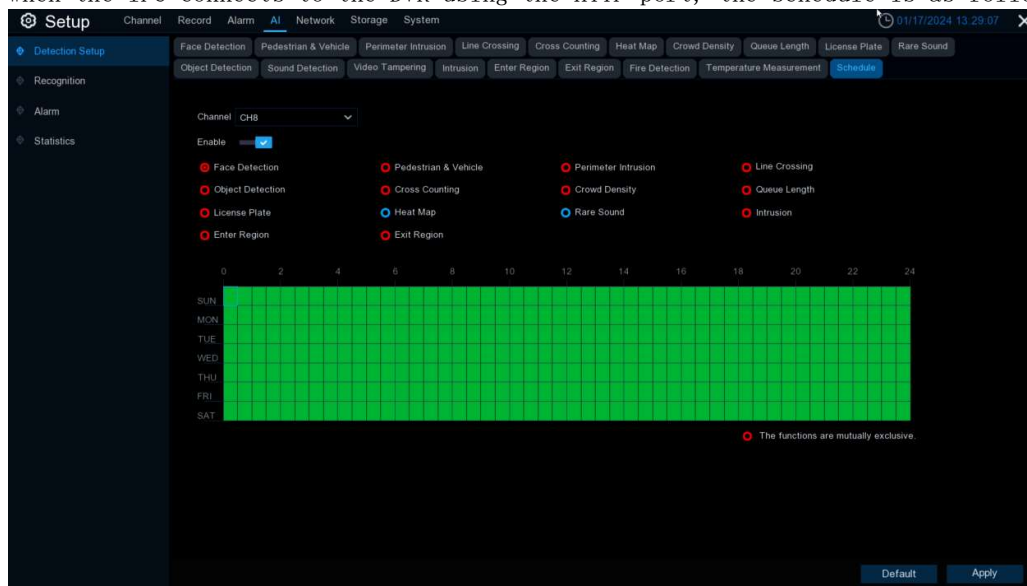 when the IPC connects to the DVR using the HTTP port, the schedule is as foll
Setup Channel Record Alarm AI Network Storage System 01/17/2024 13:29:07
Detection Setup
Recognition
Alarm
Statistics
Face Detection Pedestrian & Vehicle Perimeter Intrusion Line Crossing Cross Counting Heat Map Crowd Density Queue Length License Plate Rare Sound
Object Detection Sound Detection Video Tampering Intrusion Enter Region Exit Region Fire Detection Temperature Measurement Schedule
Channel CH8
Enable
Face Detection Pedestrian & Vehicle Perimeter Intrusion Line Crossing
Object Detection Cross Counting Crowd Density Queue Length
License Plate Heat Map Rare Sound Intrusion
Enter Region Exit Region
0 2 4 6 8 10 12 14 16 18 20 22 24
SUN
MON
TUE
WED
THU
FRI
SAT
The functions are mutually exclusive.
Default Apply